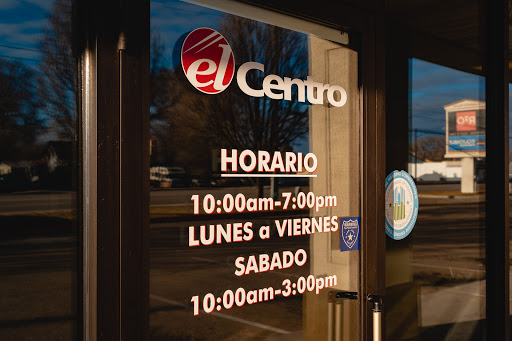 el Centro
HORARIO
10:00am-7:00pm
LUNES a VIERNES
SABADO
10:00am-3:00pm